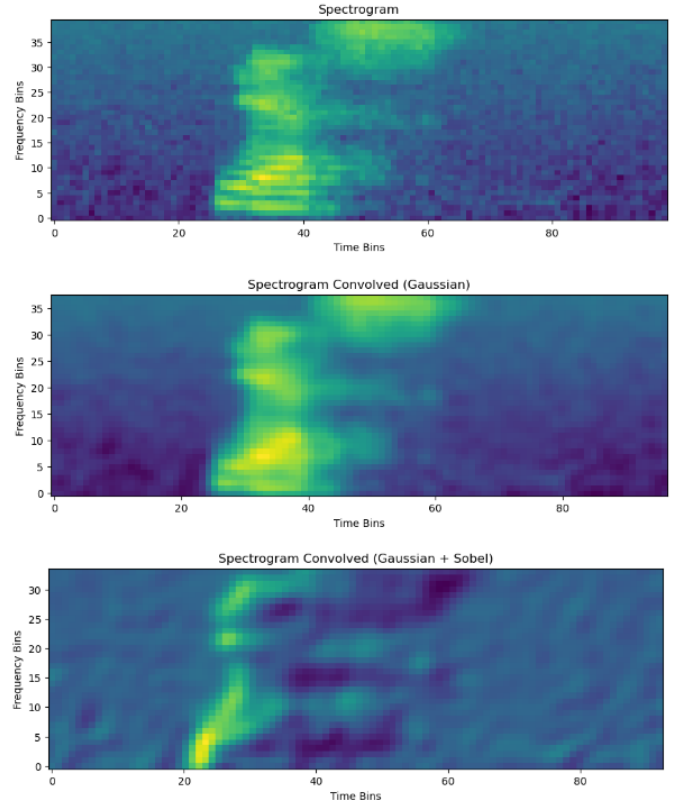 Spectrogram
35
30
25
20
15
10
5
0
Frequency Bins
0 20 40 60 80
Time Bins
Spectrogram Convolved (Gaussian)
35
30
25
20
15
10
5
0
Frequency Bins
0 20 40 60 80
Time Bins
Spectrogram Convolved (Gaussian + Sobel)
30
25
20
15
10
5
0
Frequency Bins
0 20 40 60 80
Time Bins